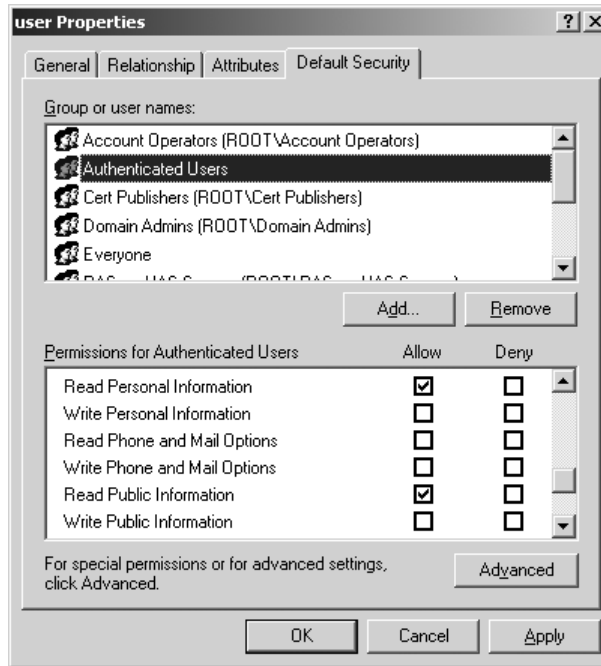 user Properties
General Relationship Attributes Default Security
Group or user names:
Account Operators (ROOT\Account Operators)
Authenticated Users
Cert Publishers (ROOT\Cert Publishers)
Domain Admins (ROOT\Domain Admins)
Everyone
Add... Remove
Permissions for Authenticated Users Allow Deny
Read Personal Information
Write Personal Information
Read Phone and Mail Options
Write Phone and Mail Options
Read Public Information
Write Public Information
For special permissions or for advanced settings, Advanced
click Advanced.
OK Cancel Apply